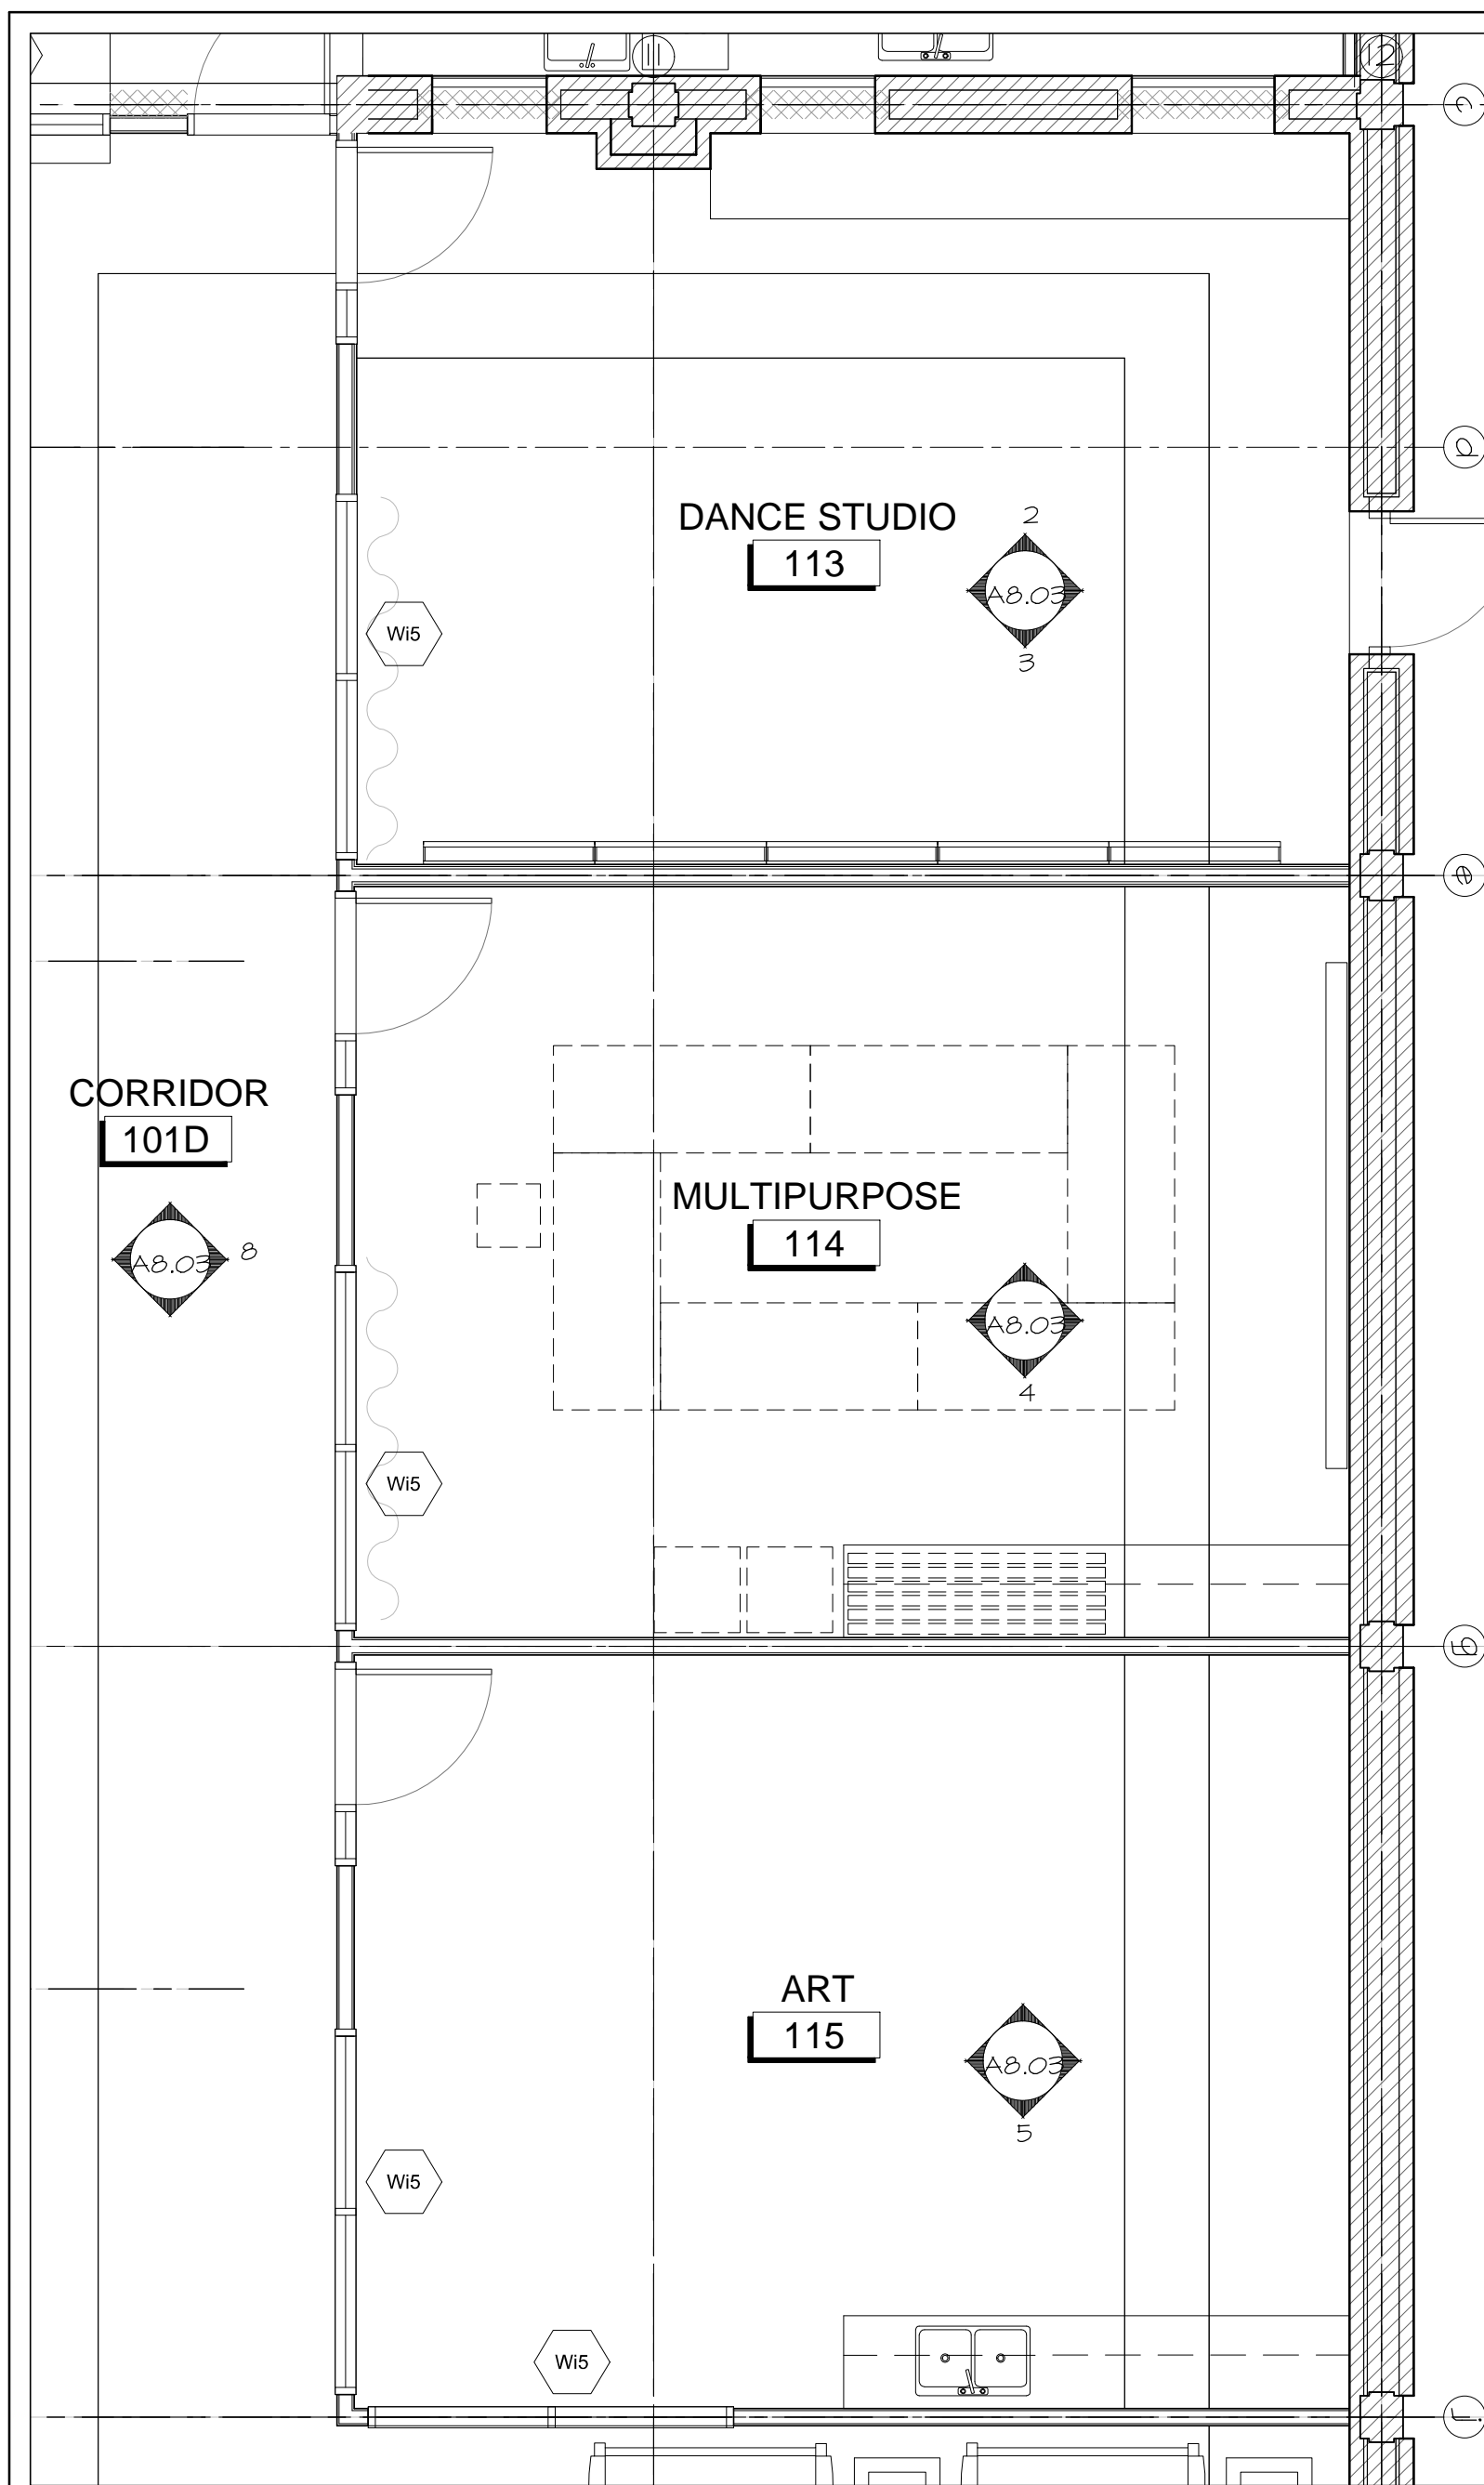 11
12
c
d
DANCE STUDIO
113
2
A8.03
3
Wi5
e
CORRIDOR
101D
A8.03
8
MULTIPURPOSE
114
A8.03
4
Wi5
g
ART
115
A8.03
5
Wi5
Wi5
j